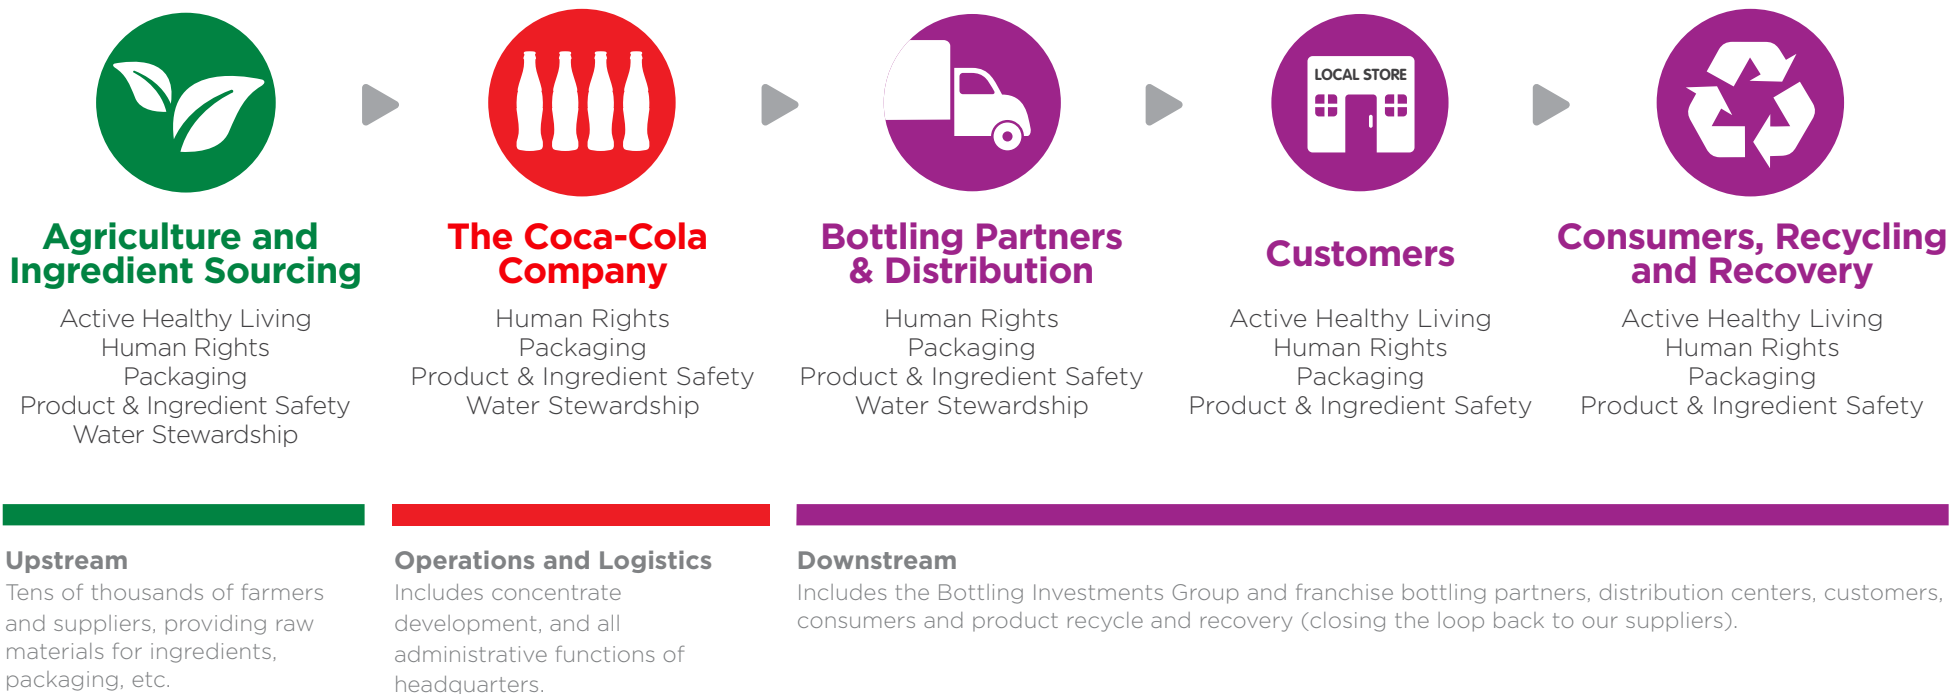 LOCAL STORE
Agriculture and
Ingredient Sourcing
Active Healthy Living
Human Rights
Packaging
Product & Ingredient Safety
Water Stewardship
The Coca-Cola
Company
Human Rights
Packaging
Product & Ingredient Safety
Water Stewardship
Bottling Partners
& Distribution
Human Rights
Packaging
Product & Ingredient Safety
Water Stewardship
Customers
Active Healthy Living
Human Rights
Packaging
Product & Ingredient Safety
Consumers, Recycling
and Recovery
Active Healthy Living
Human Rights
Packaging
Product & Ingredient Safety
Upstream
Tens of thousands of farmers
and suppliers, providing raw
materials for ingredients,
packaging, etc.
Operations and Logistics
Includes concentrate
development, and all
administrative functions of
headquarters.
Downstream
Includes the Bottling Investments Group and franchise bottling partners, distribution centers, customers,
consumers and product recycle and recovery (closing the loop back to our suppliers).